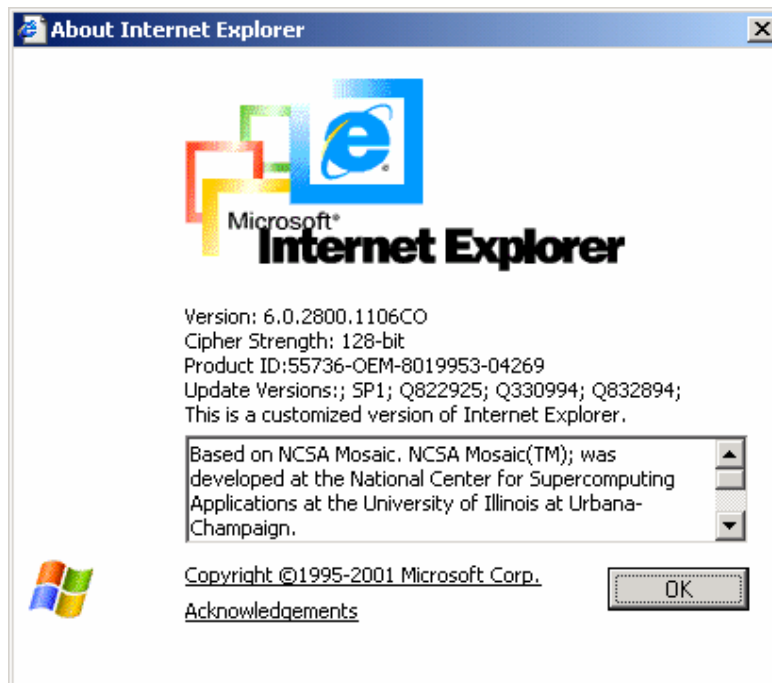 About Internet Explorer
Microsoft®
Internet Explorer
Version: 6.0.2800.1106CO
Cipher Strength: 128-bit
Product ID:55736-OEM-8019953-04269
Update Versions:; SP1; Q822925; Q330994; Q832894;
This is a customized version of Internet Explorer.
Based on NCSA Mosaic. NCSA Mosaic(TM); was
developed at the National Center for Supercomputing
Applications at the University of Illinois at Urbana-
Champaign.
Copyright ©1995-2001 Microsoft Corp.
OK
Acknowledgements